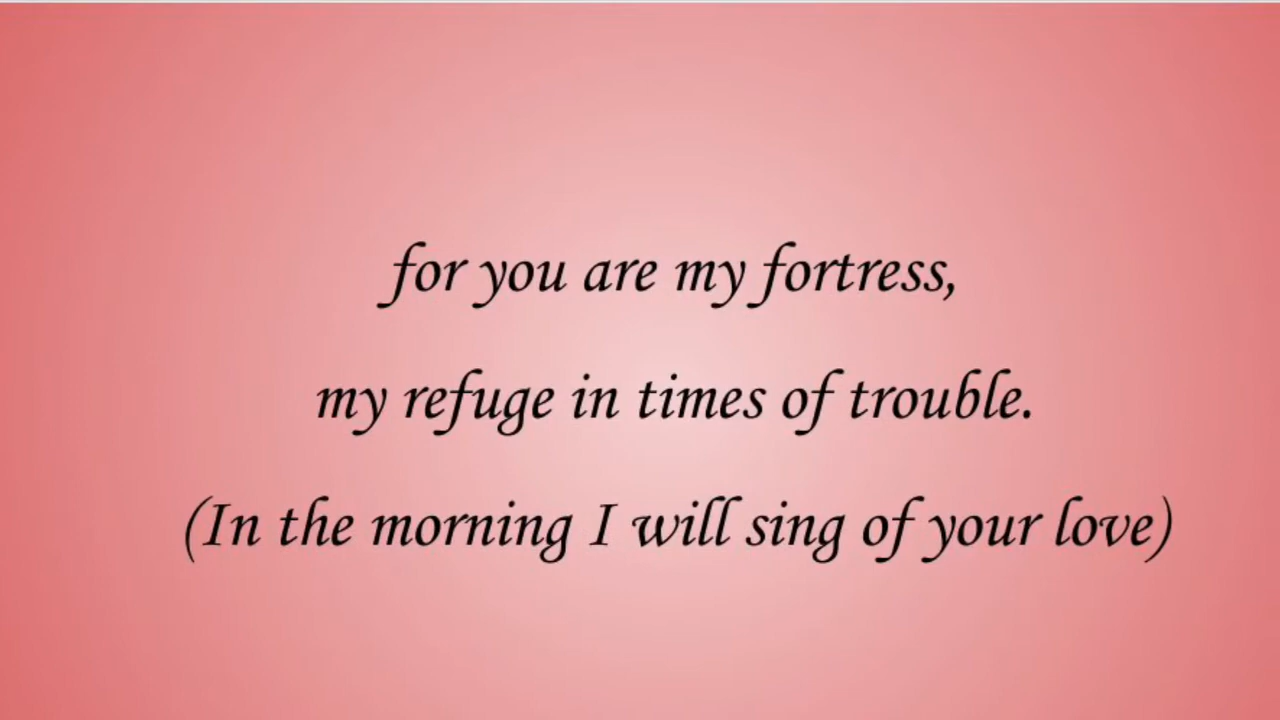 for you are my fortress,
my refuge in times of trouble.
(In the morning I will sing of your love)